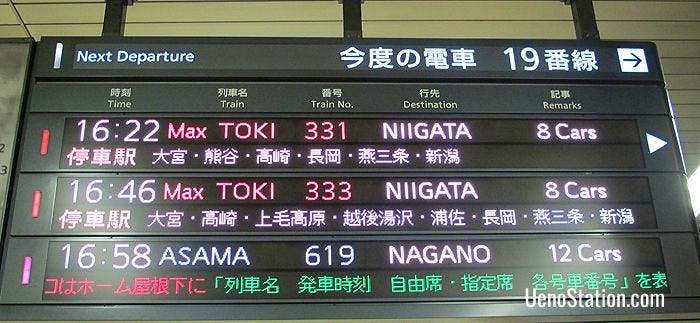 Next Departure 今度の電車 19番線
時刻 列車名 番号 行先 記事
Time Train Train No. Destination Remarks
16:22 Max TOKI 331 NIIGATA 8 Cars
停車駅 大宮・熊谷・高崎・長岡・燕三条・新潟
16:46 Max TOKI 333 NIIGATA 8 Cars
停車駅 大宮・高崎・上毛高原・越後湯沢・浦佐・長岡・燕三条・新潟
16:58 ASAMA 619 NAGANO 12 Cars
コはホーム屋根下に「列車名 発車時刻 自由席・指定席 各号車番号」を表
UenoStation.com